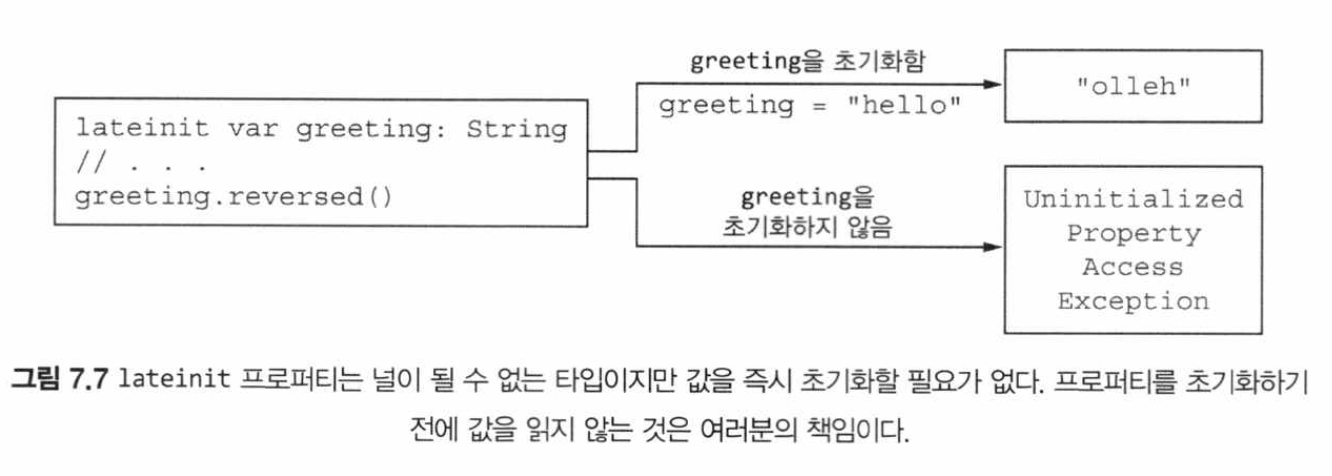 lateinit var greeting: String
// . . .
greeting.reversed()
greeting을 초기화함
greeting = "hello"
"olleh"
greeting을
초기화하지 않음
Uninitialized
Property
Access
Exception
그림 7.7 lateinit 프로퍼티는 널이 될 수 없는 타입이지만 값을 즉시 초기화할 필요가 없다. 프로퍼티를 초기화하기
전에 값을 읽지 않는 것은 여러분의 책임이다.